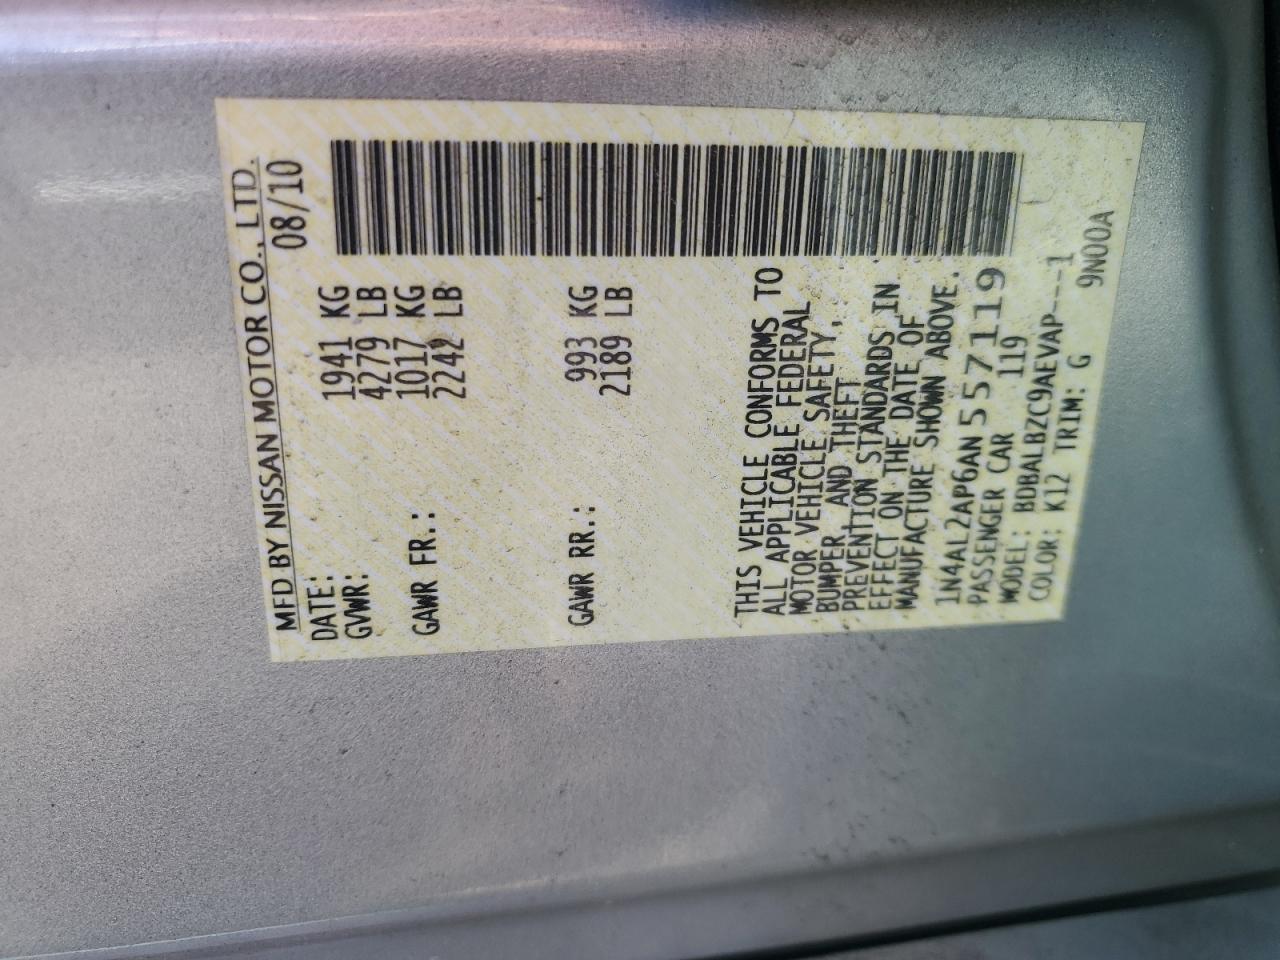 MFD BY NISSAN MOTOR CO., LTD.
DATE: 08/10
GVWR: 1941 KG
4279 LB
GAWR FR.: 1017 KG
2242 LB
GAWR RR.: 993 KG
2189 LB
THIS VEHICLE CONFORMS TO
ALL APPLICABLE FEDERAL
MOTOR VEHICLE SAFETY,
BUMPER AND THEFT
PREVENTION STANDARDS IN
EFFECT ON THE DATE OF
MANUFACTURE SHOWN ABOVE.
1N4AL2AP6AN557119
PASSENGER CAR 119
MODEL: BDBALBZC9AEVAP---1
COLOR: K12 TRIM: G 9N00A